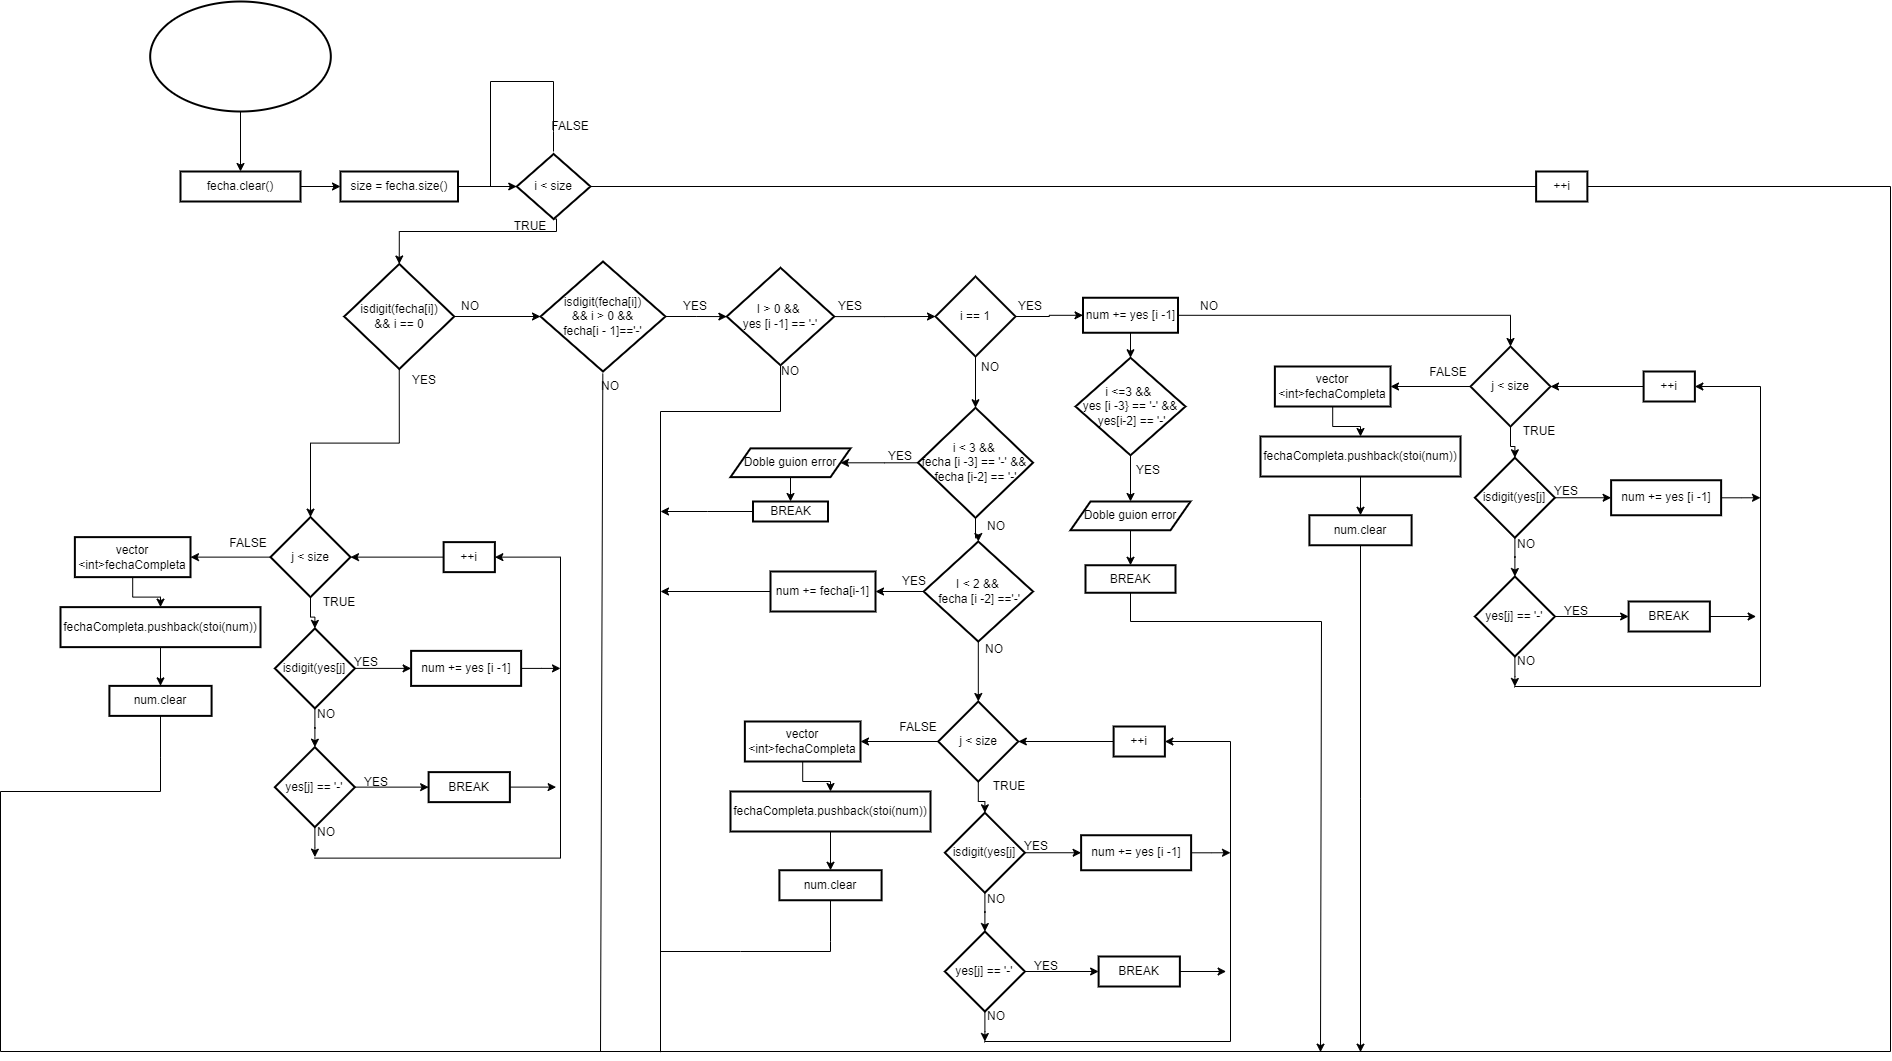 FALSE
fecha.clear()
size = fecha.size()
i < size
++i
TRUE
isdigit(fecha[i])
&& i == 0
NO
YES
isdigit(fecha[i])
&& i > 0 &&
fecha[i - 1]=='-'
YES
NO
I > 0 &&
yes [i -1] == '-'
YES
NO
i == 1
YES
NO
num += yes [i -1]
NO
i <=3 &&
yes [i -3} == '-' &&
yes[i-2] == '-'
YES
Doble guion error
BREAK
j < size
FALSE
TRUE
++i
vector
<int>fechaCompleta
fechaCompleta.pushback(stoi(num))
num.clear
isdigit(yes[j]
YES
num += yes [i -1]
NO
yes[j] == '-'
YES
BREAK
NO
i < 3 &&
fecha [i -3] == '-' &&
fecha [i-2] == '-'
YES
Doble guion error
BREAK
NO
I < 2 &&
fecha [i -2] =='-'
YES
num += fecha[i-1]
NO
j < size
FALSE
TRUE
++i
vector
<int>fechaCompleta
fechaCompleta.pushback(stoi(num))
num.clear
isdigit(yes[j]
YES
num += yes [i -1]
NO
yes[j] == '-'
YES
BREAK
NO
j < size
FALSE
TRUE
++i
vector
<int>fechaCompleta
fechaCompleta.pushback(stoi(num))
num.clear
isdigit(yes[j]
YES
num += yes [i -1]
NO
yes[j] == '-'
YES
BREAK
NO